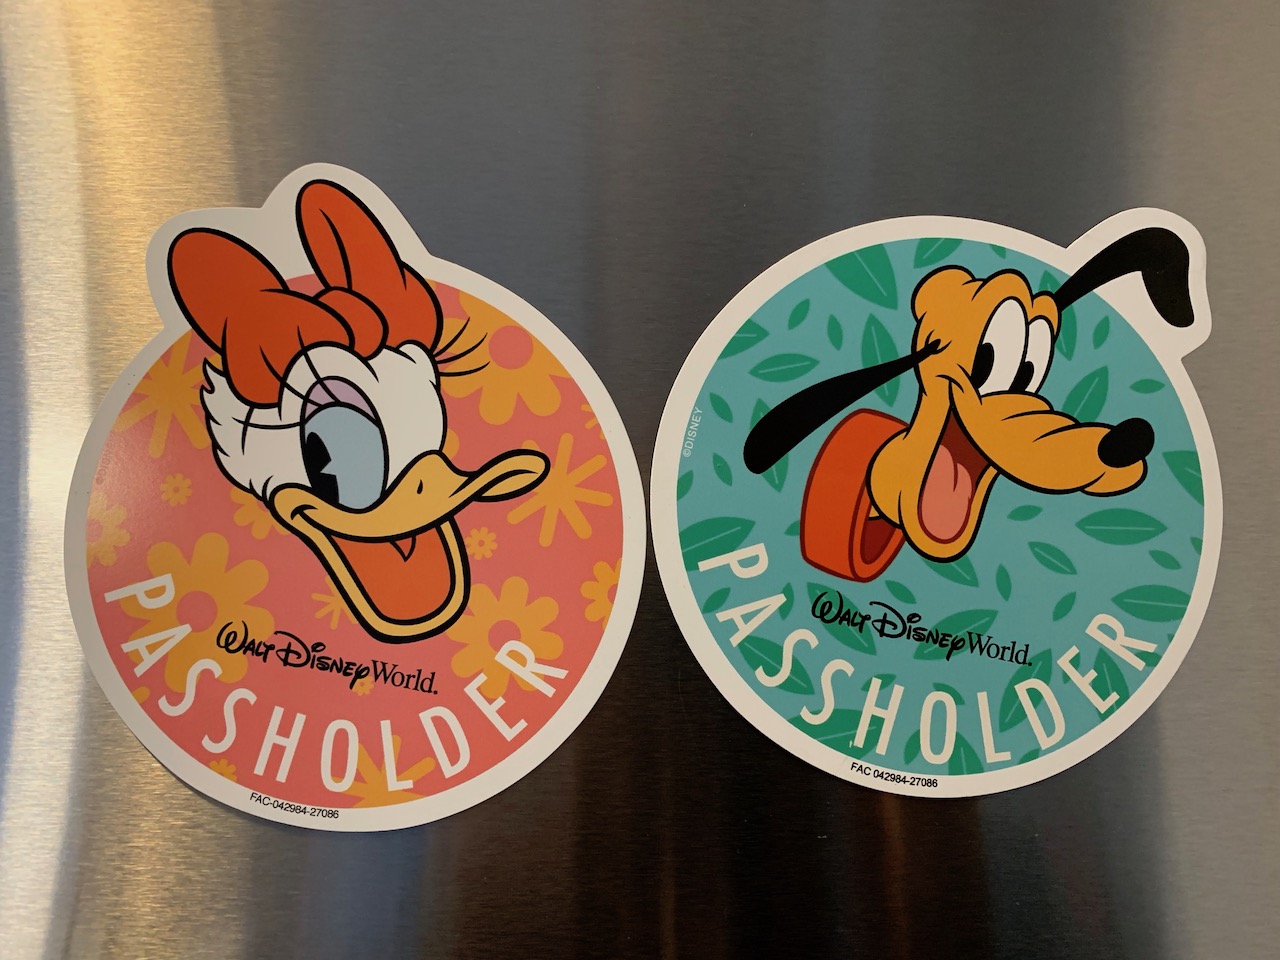 Walt Disney World.
PASSHOLDER
FAC-042984-27086
©DISNEY
Walt Disney World.
PASSHOLDER
FAC 042984-27086